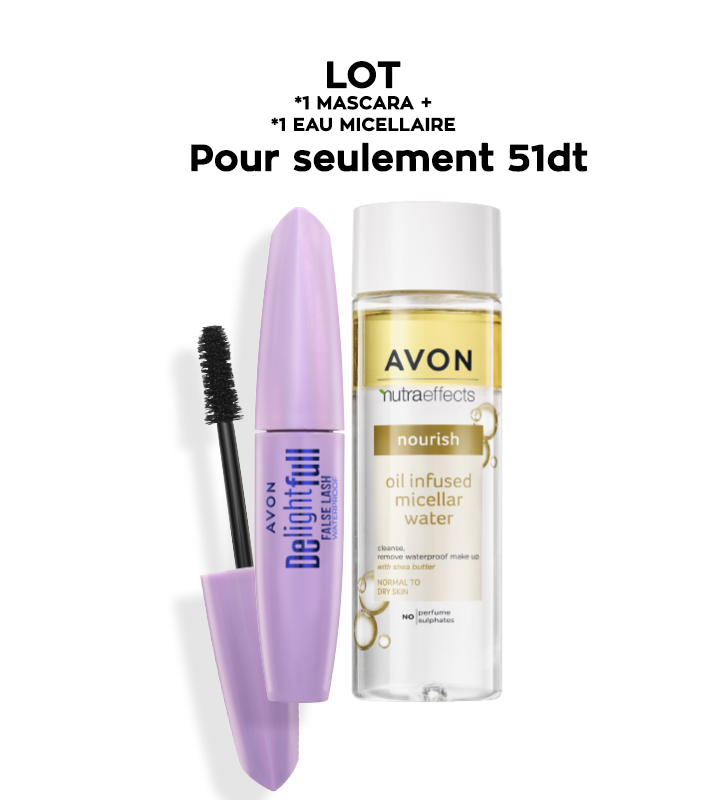 LOT
*1 MASCARA +
*1 EAU MICELLAIRE
Pour seulement 51dt
AVON
Delightfull
FALSE LASH
WATERPROOF
AVON
nutraeffects
nourish
oil infused
micellar
water
cleanse,
remove waterproof make up
with shea butter
NORMAL TO
DRY SKIN
NO perfume
sulphates